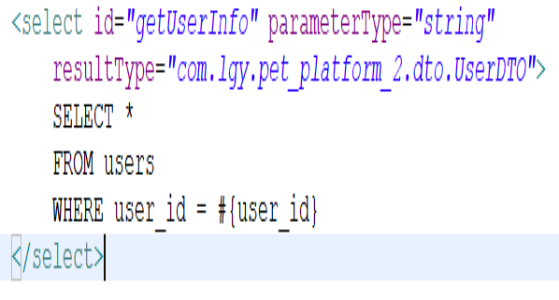 <select id="getUserInfo" parameterType="string"
resultType="com.lgy.pet_platform_2.dto.UserDTO">
SELECT *
FROM users
WHERE user_id = #{user_id}
</select>